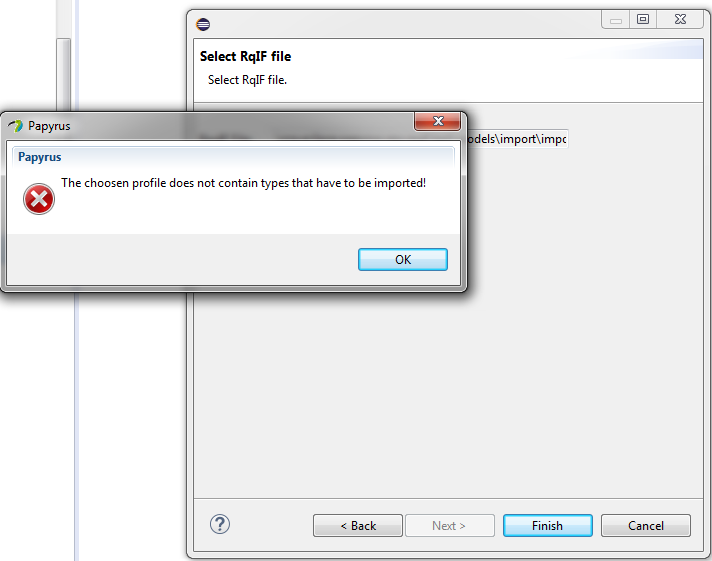 Select RqIF file
Select RqIF file.
Papyrus
odels\import\impo
Papyrus
The choosen profile does not contain types that have to be imported!
OK
?
< Back
Next >
Finish
Cancel